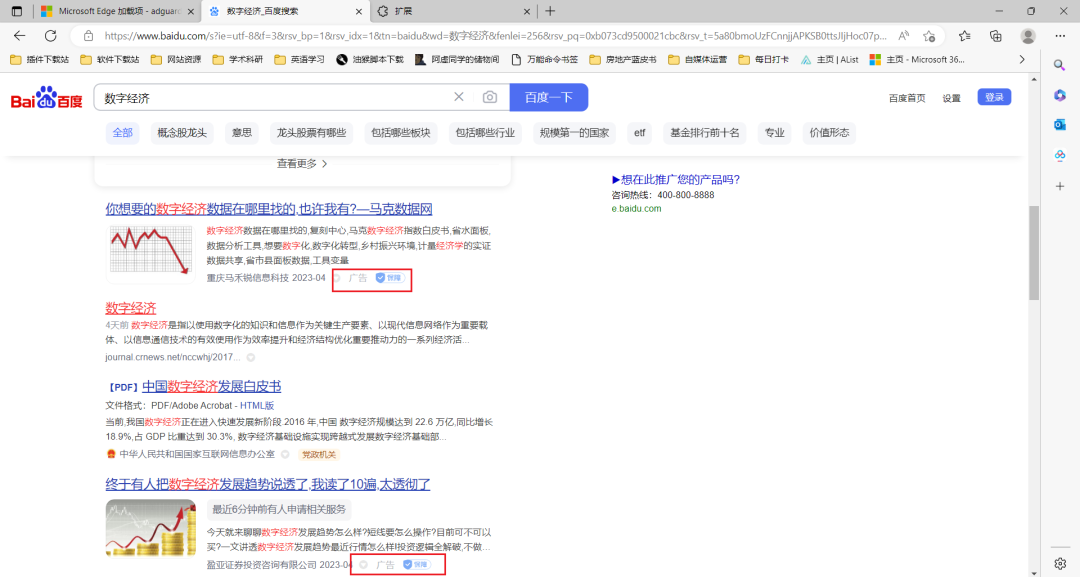 Microsoft Edge 加载项 - adguard
数字经济_百度搜索
扩展
https://www.baidu.com/s?ie=utf-8&f=3&rsv_bp=1&rsv_idx=1&tn=baidu&wd=数字经济&fenlei=256&rsv_pq=0xb073cd9500021cbc&rsv_t=5a80bmoUzFCnnjjAPKSB0ttsJIjHoc07p...
插件下载站 软件下载站 网站资源 学术科研 英语学习 油猴脚本下载 阿虚同学的储物间 万能命令书签 房地产蓝皮书 自媒体运营 每日打卡 主页 | AList 主页 - Microsoft 36...
Bai du 百度
数字经济
百度一下
百度首页 设置 登录
全部 概念股龙头 意思 龙头股票有哪些 包括哪些板块 包括哪些行业 规模第一的国家 etf 基金排行前十名 专业 价值形态
查看更多 >
▶想在此推广您的产品吗?
咨询热线：400-800-8888
e.baidu.com
你想要的数字经济数据在哪里找的,也许我有?—马克数据网
数字经济数据在哪里找的,复刻中心,马克数字经济指数白皮书,省水面板,
数据分析工具,想要数字化,数字化转型,乡村振兴环境,计量经济学的实证
数据共享,省市县面板数据,工具变量
重庆马禾锐信息科技 2023-04 广告 保障
数字经济
4天前 数字经济是指以使用数字化的知识和信息作为关键生产要素、以现代信息网络作为重要载
体、以信息通信技术的有效使用作为效率提升和经济结构优化重要推动力的一系列经济活...
journal.crnews.net/nccwhj/2017...
【PDF】中国数字经济发展白皮书
文件格式：PDF/Adobe Acrobat - HTML版
当前,我国数字经济正在进入快速发展新阶段 2016 年,中国 数字经济规模达到 22.6 万亿,同比增长
18.9%,占 GDP 比重达到 30.3%, 数字经济基础设施实现跨越式发展数字经济基础部...
中华人民共和国国家互联网信息办公室 党政机关
终于有人把数字经济发展趋势说透了,我读了10遍,太透彻了
最近6分钟前有人申请相关服务
今天就来聊聊数字经济发展趋势怎么样?短线要怎么操作?目前可不可以
买?一文讲透数字经济发展趋势最近行情怎么样!投资逻辑全解破,不做...
盈亚证券投资咨询有限公司 2023-04 广告 保障